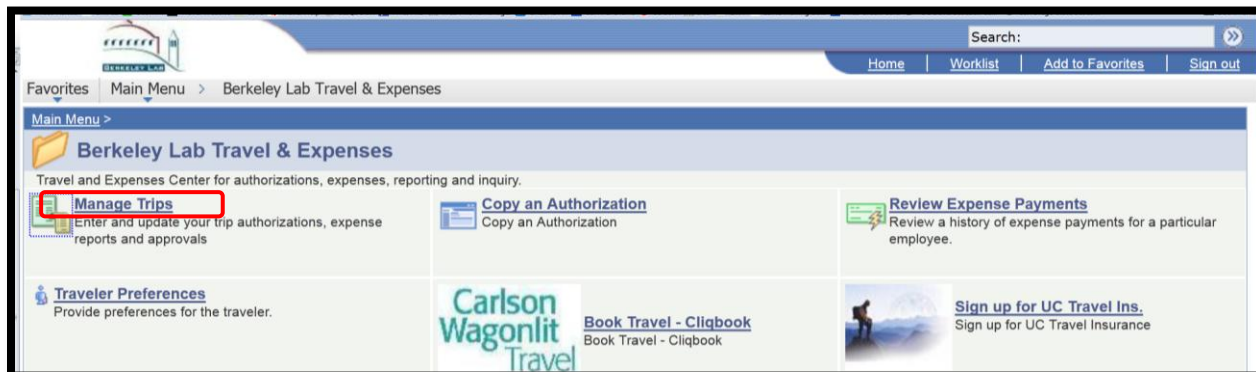 Search:
BERKELEY LAB
Home | Worklist | Add to Favorites | Sign out
Favorites Main Menu > Berkeley Lab Travel & Expenses
Main Menu >
Berkeley Lab Travel & Expenses
Travel and Expenses Center for authorizations, expenses, reporting and inquiry.
Manage Trips
Enter and update your trip authorizations, expense
reports and approvals
Copy an Authorization
Copy an Authorization
Review Expense Payments
Review a history of expense payments for a particular
employee.
Traveler Preferences
Provide preferences for the traveler.
Carlson
Wagonlit
Travel
Book Travel - Cliqbook
Book Travel - Cliqbook
Sign up for UC Travel Ins.
Sign up for UC Travel Insurance